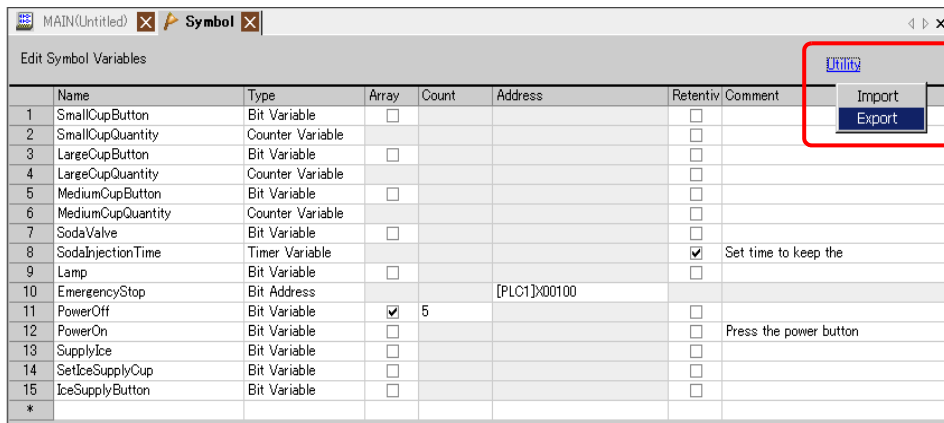 MAIN(Untitled) Symbol
Edit Symbol Variables
Utility
Import
Export
Name Type Array Count Address Retentiv Comment
1 SmallCupButton Bit Variable
2 SmallCupQuantity Counter Variable
3 LargeCupButton Bit Variable
4 LargeCupQuantity Counter Variable
5 MediumCupButton Bit Variable
6 MediumCupQuantity Counter Variable
7 SodaValve Bit Variable
8 SodaInjectionTime Timer Variable Set time to keep the
9 Lamp Bit Variable
10 EmergencyStop Bit Address [PLC1]X00100
11 PowerOff Bit Variable 5
12 PowerOn Bit Variable Press the power button
13 SupplyIce Bit Variable
14 SetIceSupplyCup Bit Variable
15 IceSupplyButton Bit Variable
*